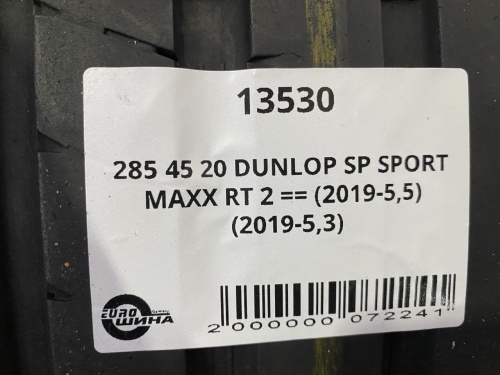 13530
285 45 20 DUNLOP SP SPORT
MAXX RT 2 == (2019-5,5)
(2019-5,3)
EURO
ШИНА
2 000000 072241